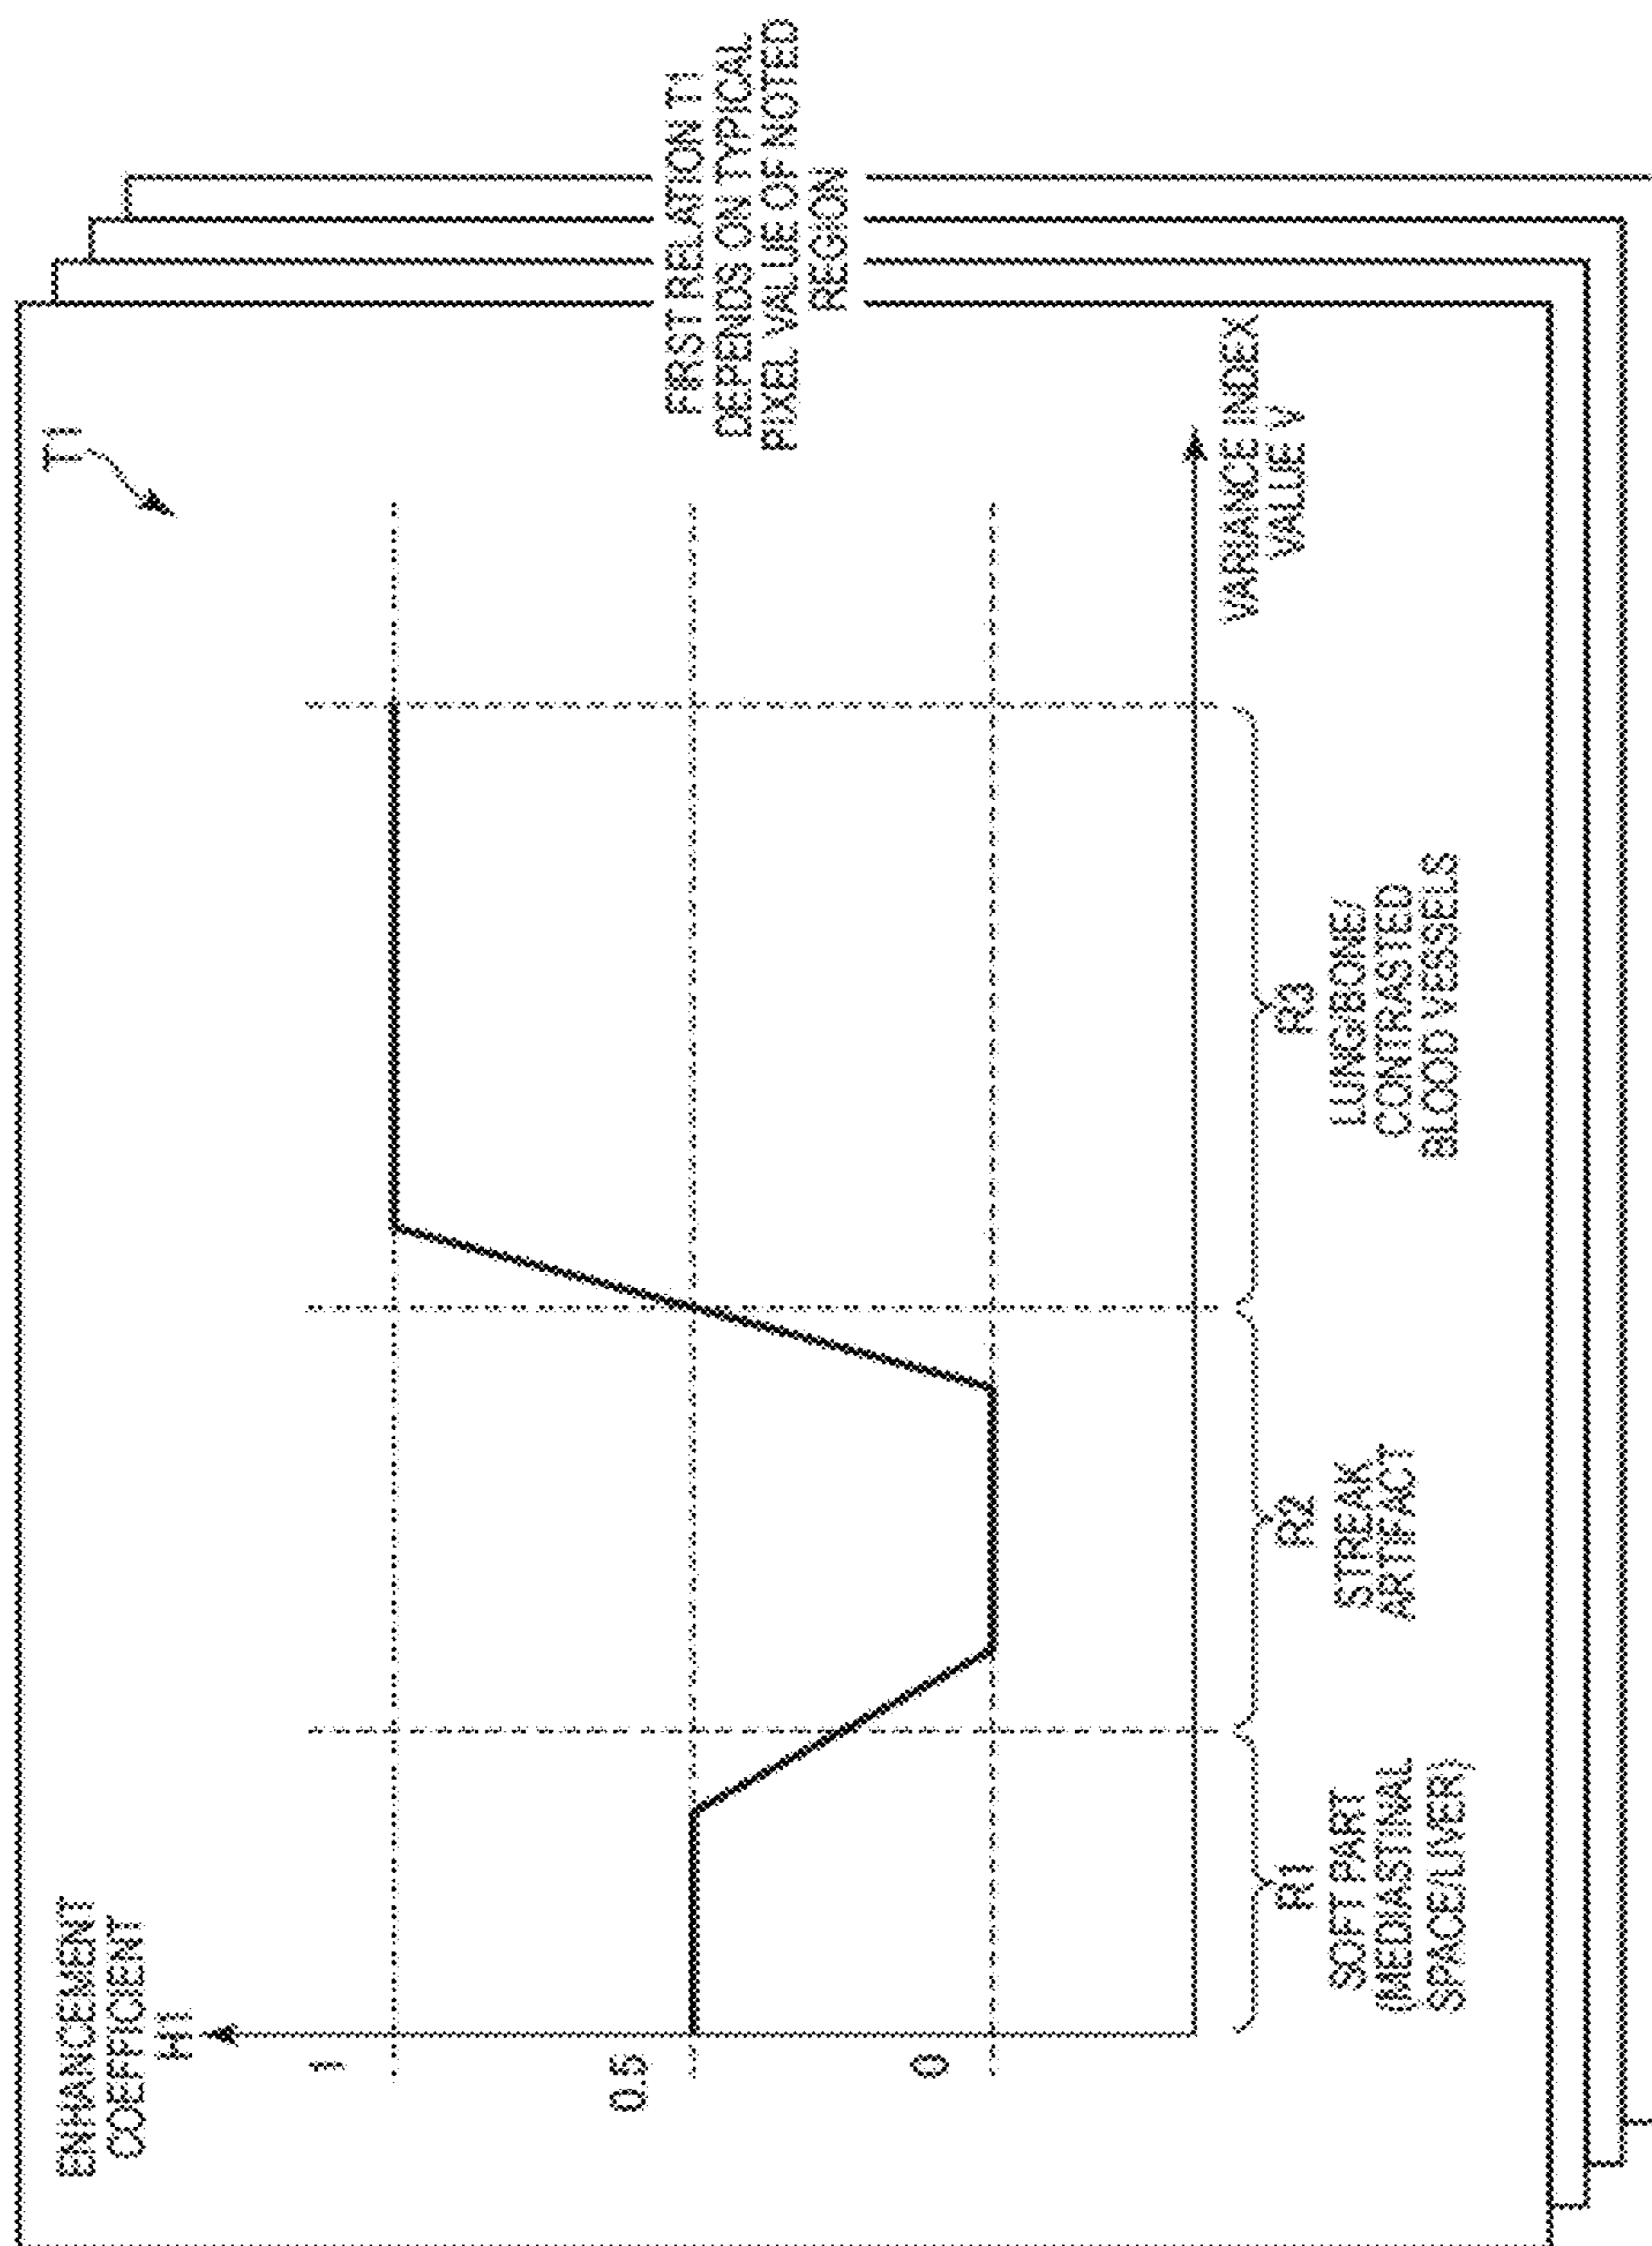 ENHANCEMENT
COEFFICIENT
H1
T1
1
0.5
0
FIRST RELATION T1
DEPENDS ON TYPICAL
PIXEL VALUE OF NOTED
REGION
VARIANCE INDEX
VALUE V
R1
SOFT PART
(MEDIASTINAL
SPACE/LIVER)
R2
STREAK
ARTIFACT
R3
LUNG/BONE/
CONTRASTED
BLOOD VESSELS